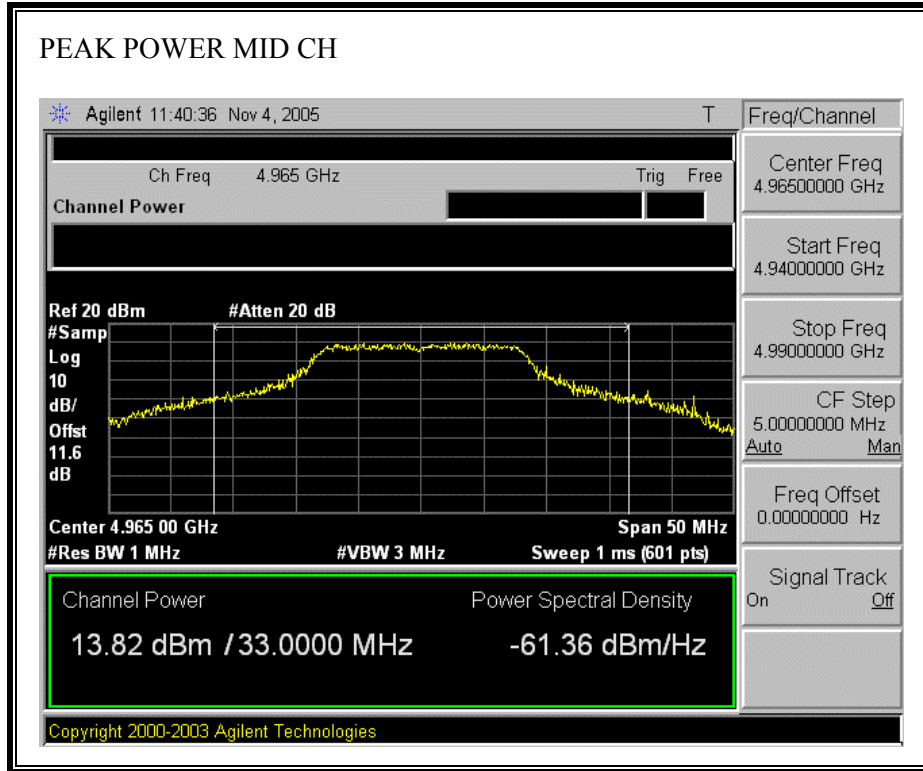 PEAK POWER MID CH
Agilent 11:40:36 Nov 4, 2005 T
Freq/Channel
Ch Freq 4.965 GHz Trig Free
Channel Power
Center Freq
4.96500000 GHz
Start Freq
4.94000000 GHz
Stop Freq
4.99000000 GHz
CF Step
5.00000000 MHz
Auto Man
Freq Offset
0.00000000 Hz
Signal Track
On Off
Ref 20 dBm #Atten 20 dB
#Samp
Log
10
dB/
Offst
11.6
dB
Center 4.965 00 GHz Span 50 MHz
#Res BW 1 MHz #VBW 3 MHz Sweep 1 ms (601 pts)
Channel Power Power Spectral Density
13.82 dBm / 33.0000 MHz -61.36 dBm/Hz
Copyright 2000-2003 Agilent Technologies